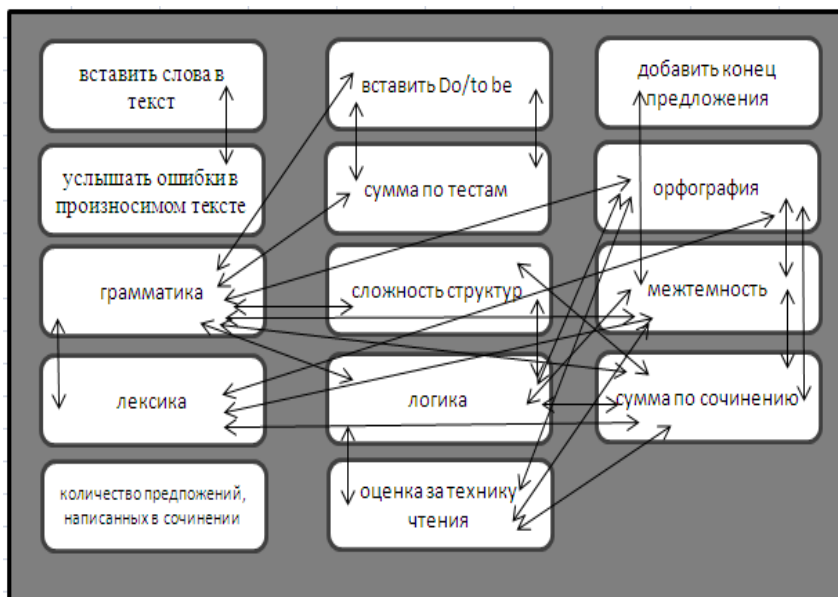 вставить слова в
текст
вставить Do/to be
добавить конец
предложения
услышать ошибки в
произносимом тексте
сумма по тестам
орфография
грамматика
сложность структур
межтемность
лексика
логика
сумма по сочинению
количество предложений,
написанных в сочинении
оценка за технику
чтения